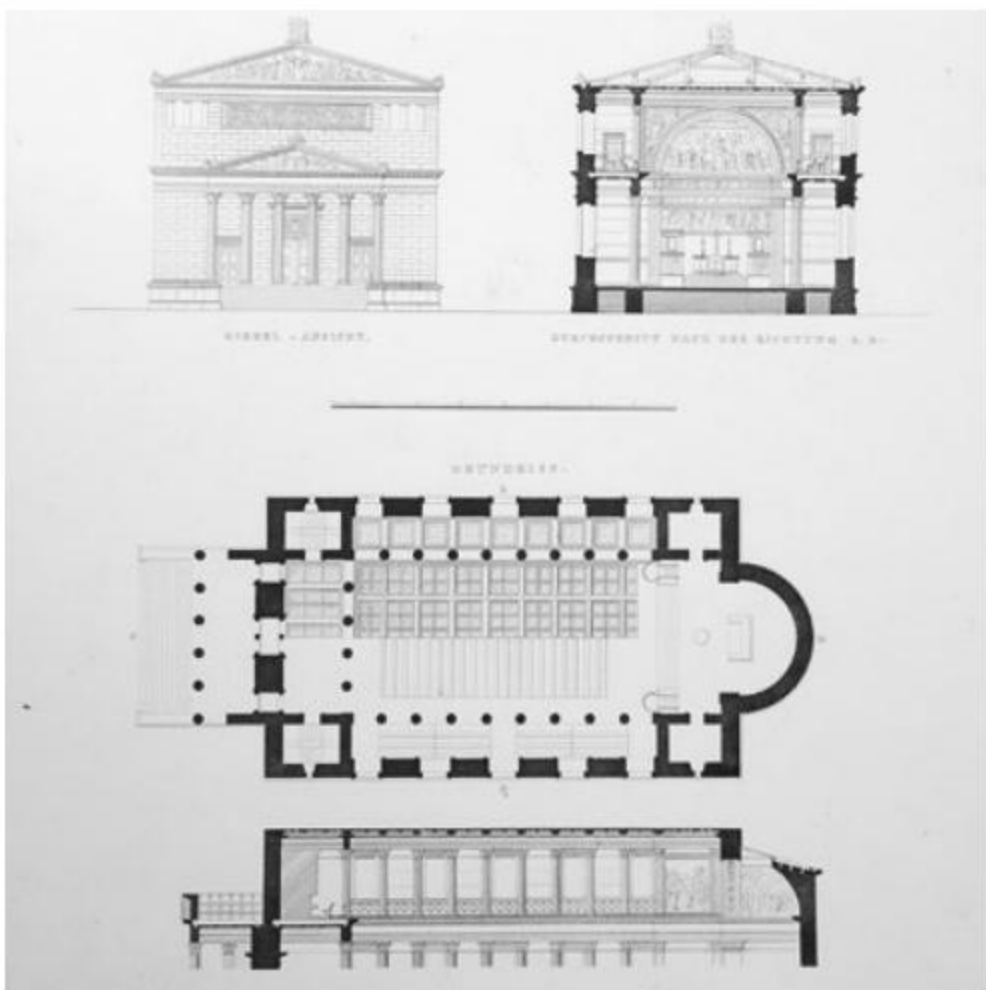 GIEBEL - ANSICHT.
DURCHSCHNITT NACH DER RICHTUNG A. B.
GRUNDRISS.